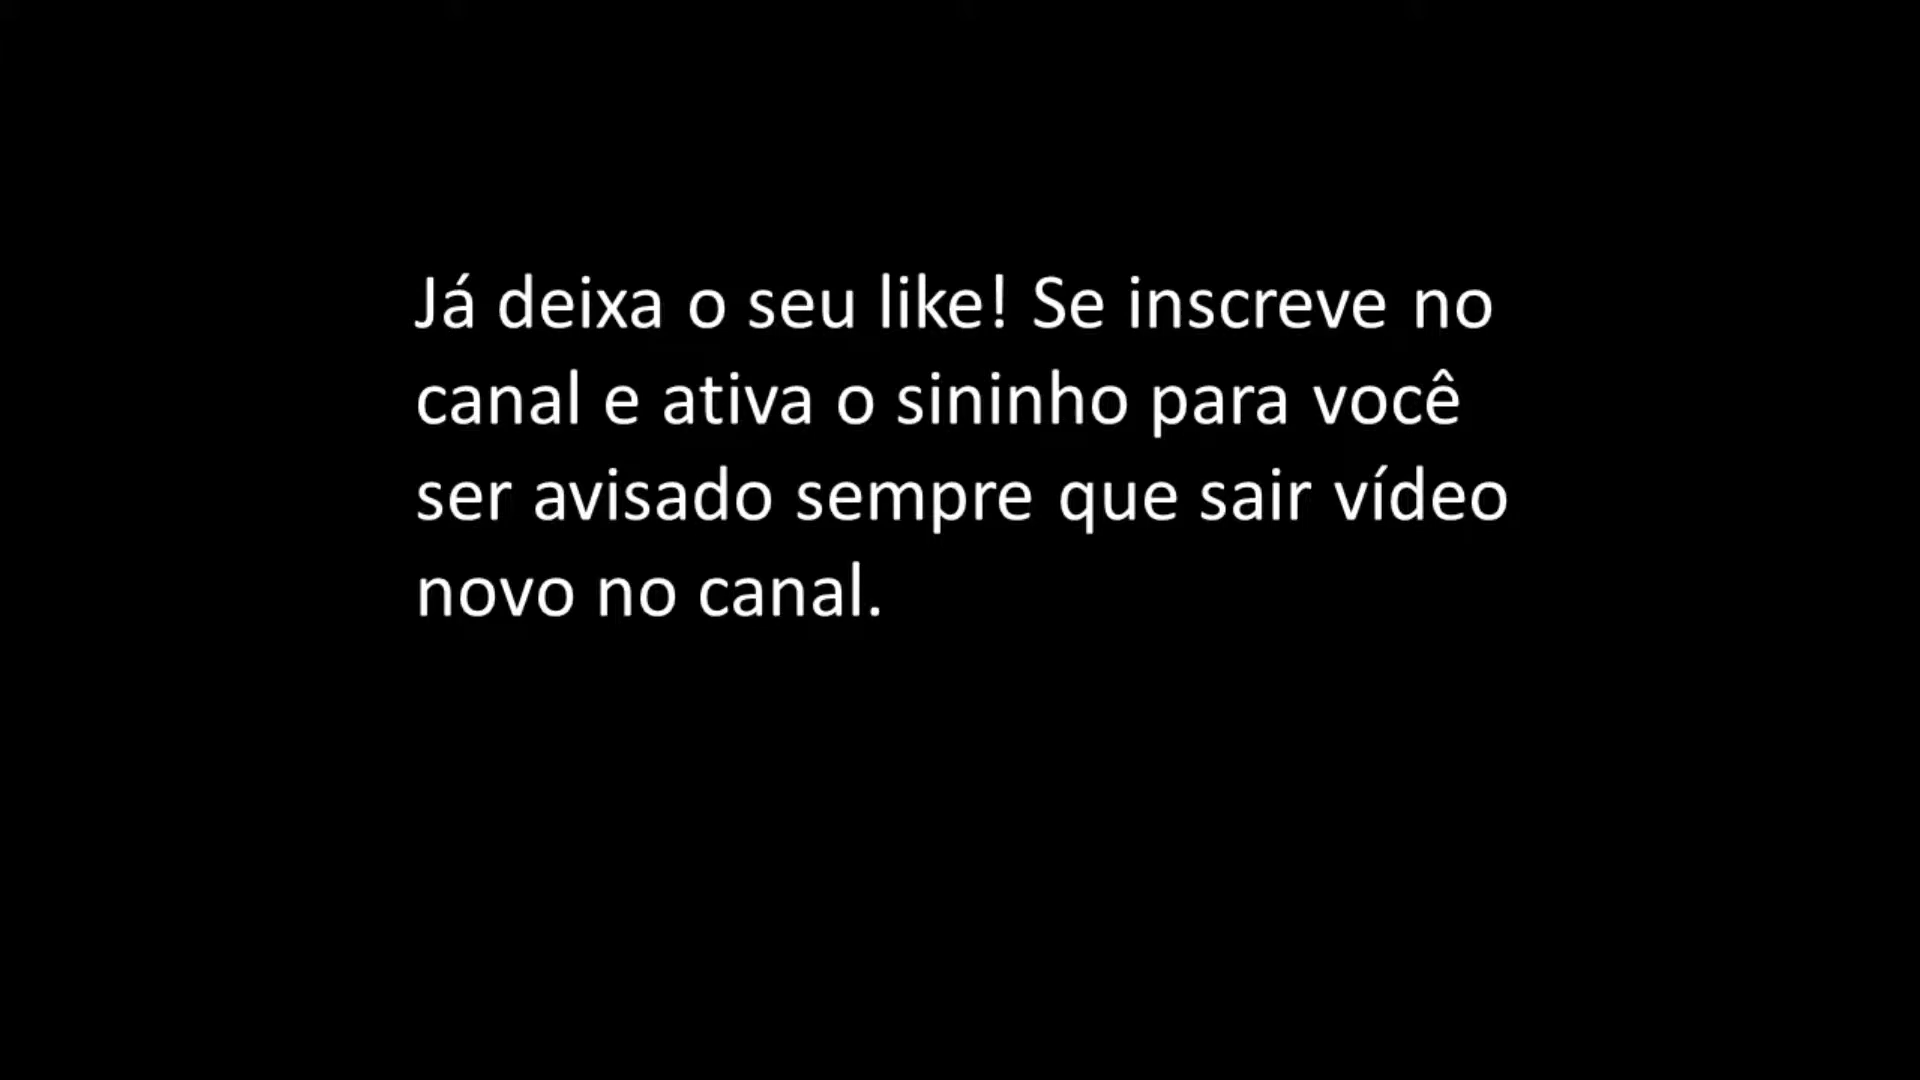 Já deixa o seu like! Se inscreve no
canal e ativa o sininho para você
ser avisado sempre que sair vídeo
novo no canal.